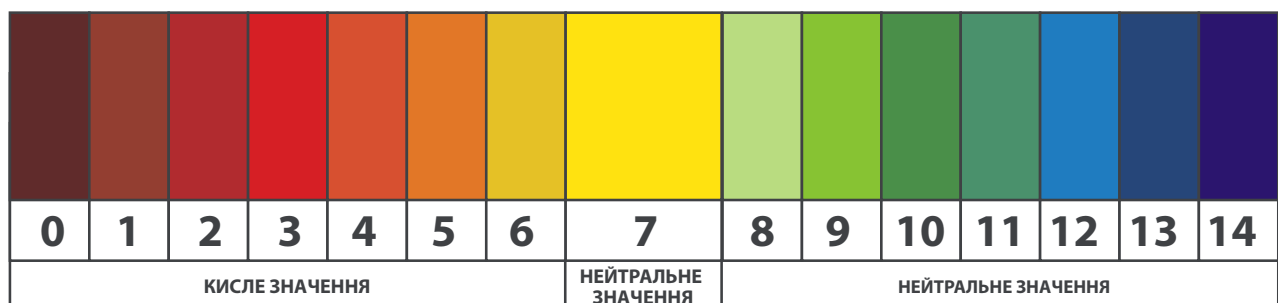 0 1 2 3 4 5 6 7 8 9 10 11 12 13 14
КИСЛЕ ЗНАЧЕННЯ
НЕЙТРАЛЬНЕ
ЗНАЧЕННЯ
НЕЙТРАЛЬНЕ ЗНАЧЕННЯ